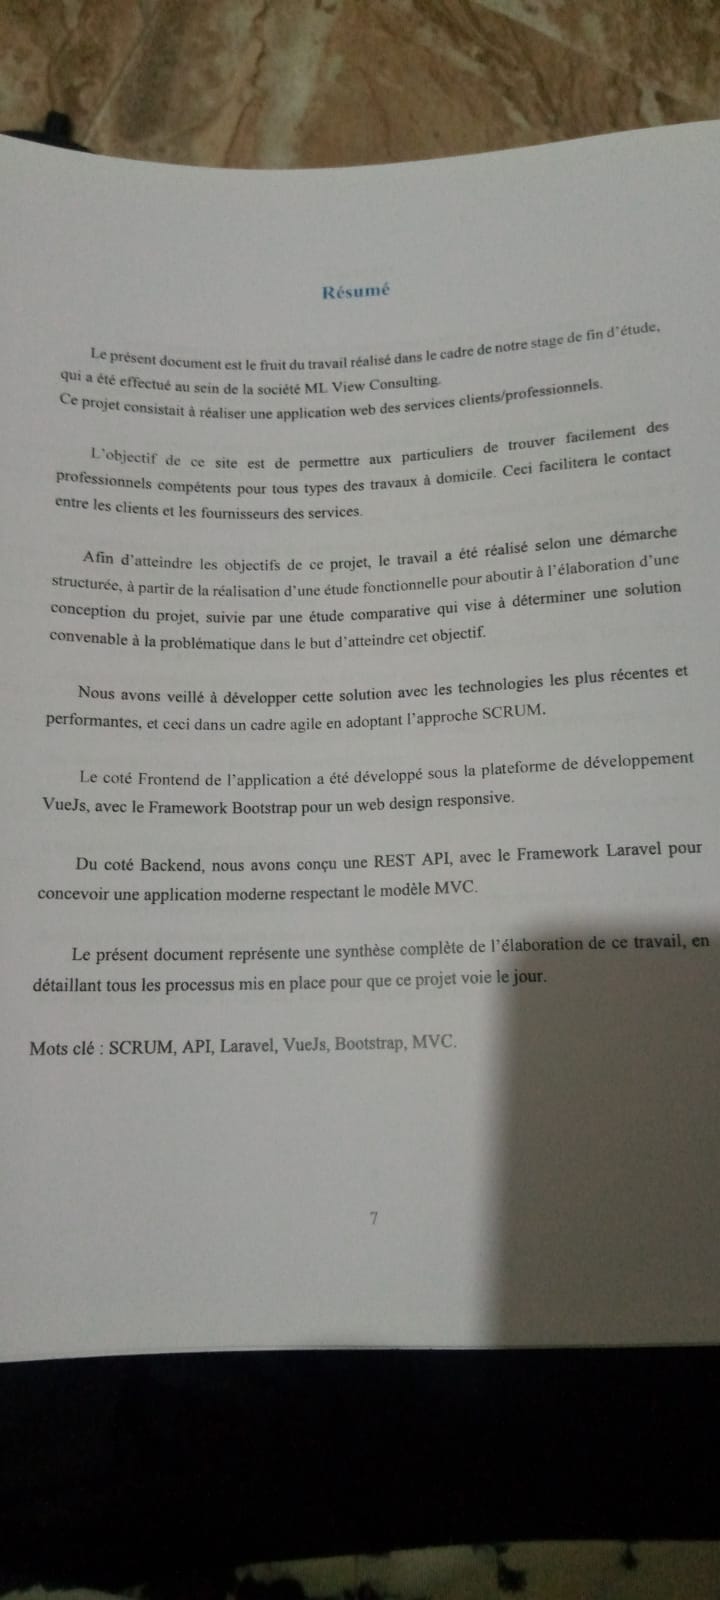 Résumé
Le présent document est le fruit du travail réalisé dans le cadre de notre stage de fin d'étude,
qui a été effectué au sein de la société ML View Consulting.
Ce projet consistait à réaliser une application web des services clients/professionnels.
L'objectif de ce site est de permettre aux particuliers de trouver facilement des
professionnels compétents pour tous types des travaux à domicile. Ceci facilitera le contact
entre les clients et les fournisseurs des services.
Afin d'atteindre les objectifs de ce projet, le travail a été réalisé selon une démarche
structurée, à partir de la réalisation d'une étude fonctionnelle pour aboutir à l'élaboration d'une
conception du projet, suivie par une étude comparative qui vise à déterminer une solution
convenable à la problématique dans le but d'atteindre cet objectif.
Nous avons veillé à développer cette solution avec les technologies les plus récentes et
performantes, et ceci dans un cadre agile en adoptant l'approche SCRUM.
Le coté Frontend de l'application a été développé sous la plateforme de développement
VueJs, avec le Framework Bootstrap pour un web design responsive.
Du coté Backend, nous avons conçu une REST API, avec le Framework Laravel pour
concevoir une application moderne respectant le modèle MVC.
Le présent document représente une synthèse complète de l'élaboration de ce travail, en
détaillant tous les processus mis en place pour que ce projet voie le jour.
Mots clé : SCRUM, API, Laravel, VueJs, Bootstrap, MVC.
7